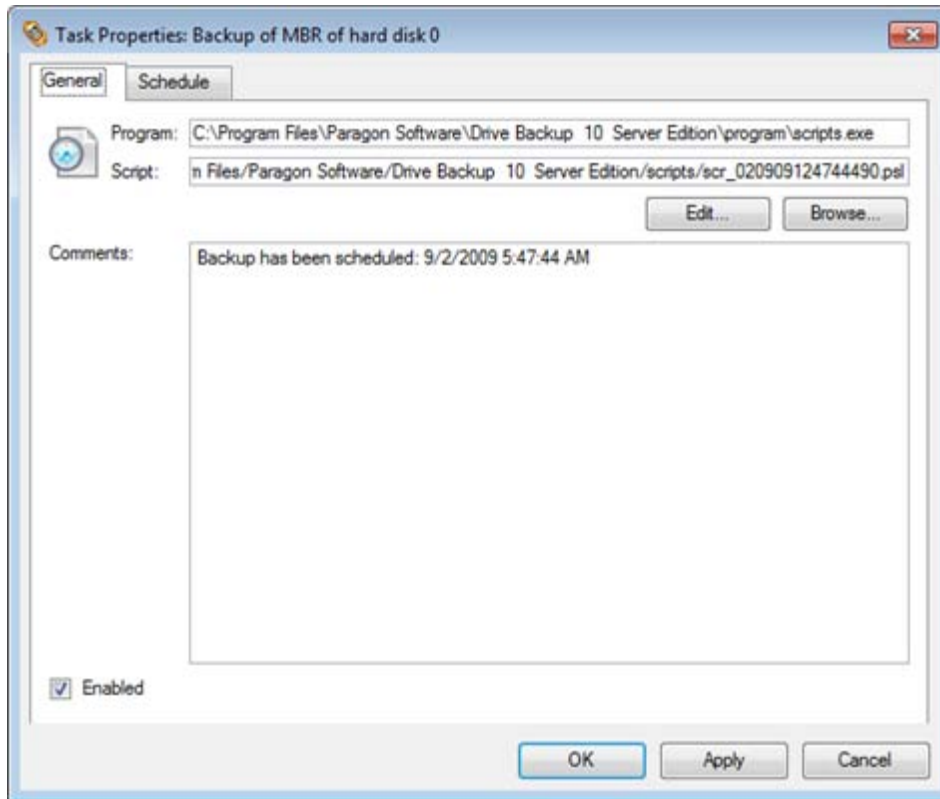 Task Properties: Backup of MBR of hard disk 0
General Schedule
Program: C:\Program Files\Paragon Software\Drive Backup  10  Server Edition\program\scripts.exe
Script: n Files/Paragon Software/Drive Backup  10  Server Edition/scripts/scr_020909124744490.psl
Edit... Browse...
Comments: Backup has been scheduled: 9/2/2009 5:47:44 AM
Enabled
OK Apply Cancel